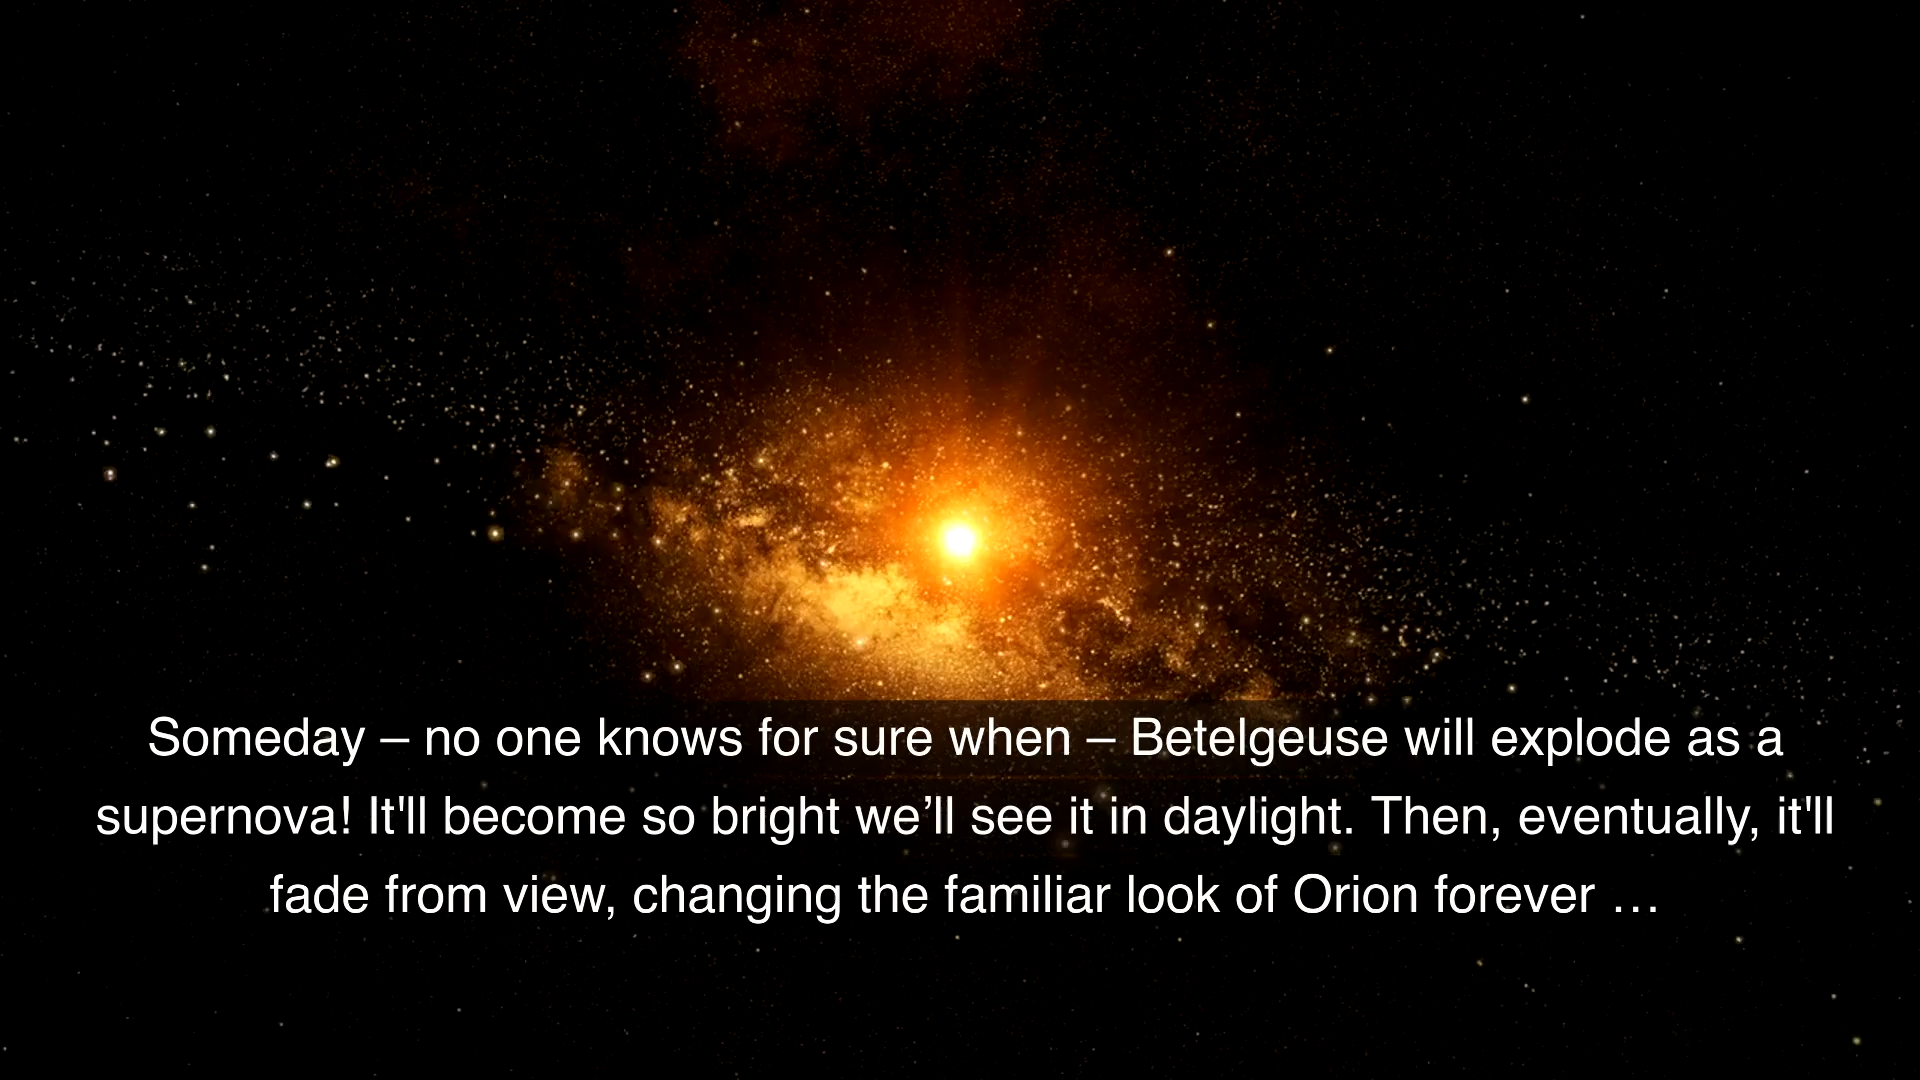 Someday – no one knows for sure when – Betelgeuse will explode as a
supernova! It'll become so bright we’ll see it in daylight. Then, eventually, it'll
fade from view, changing the familiar look of Orion forever …